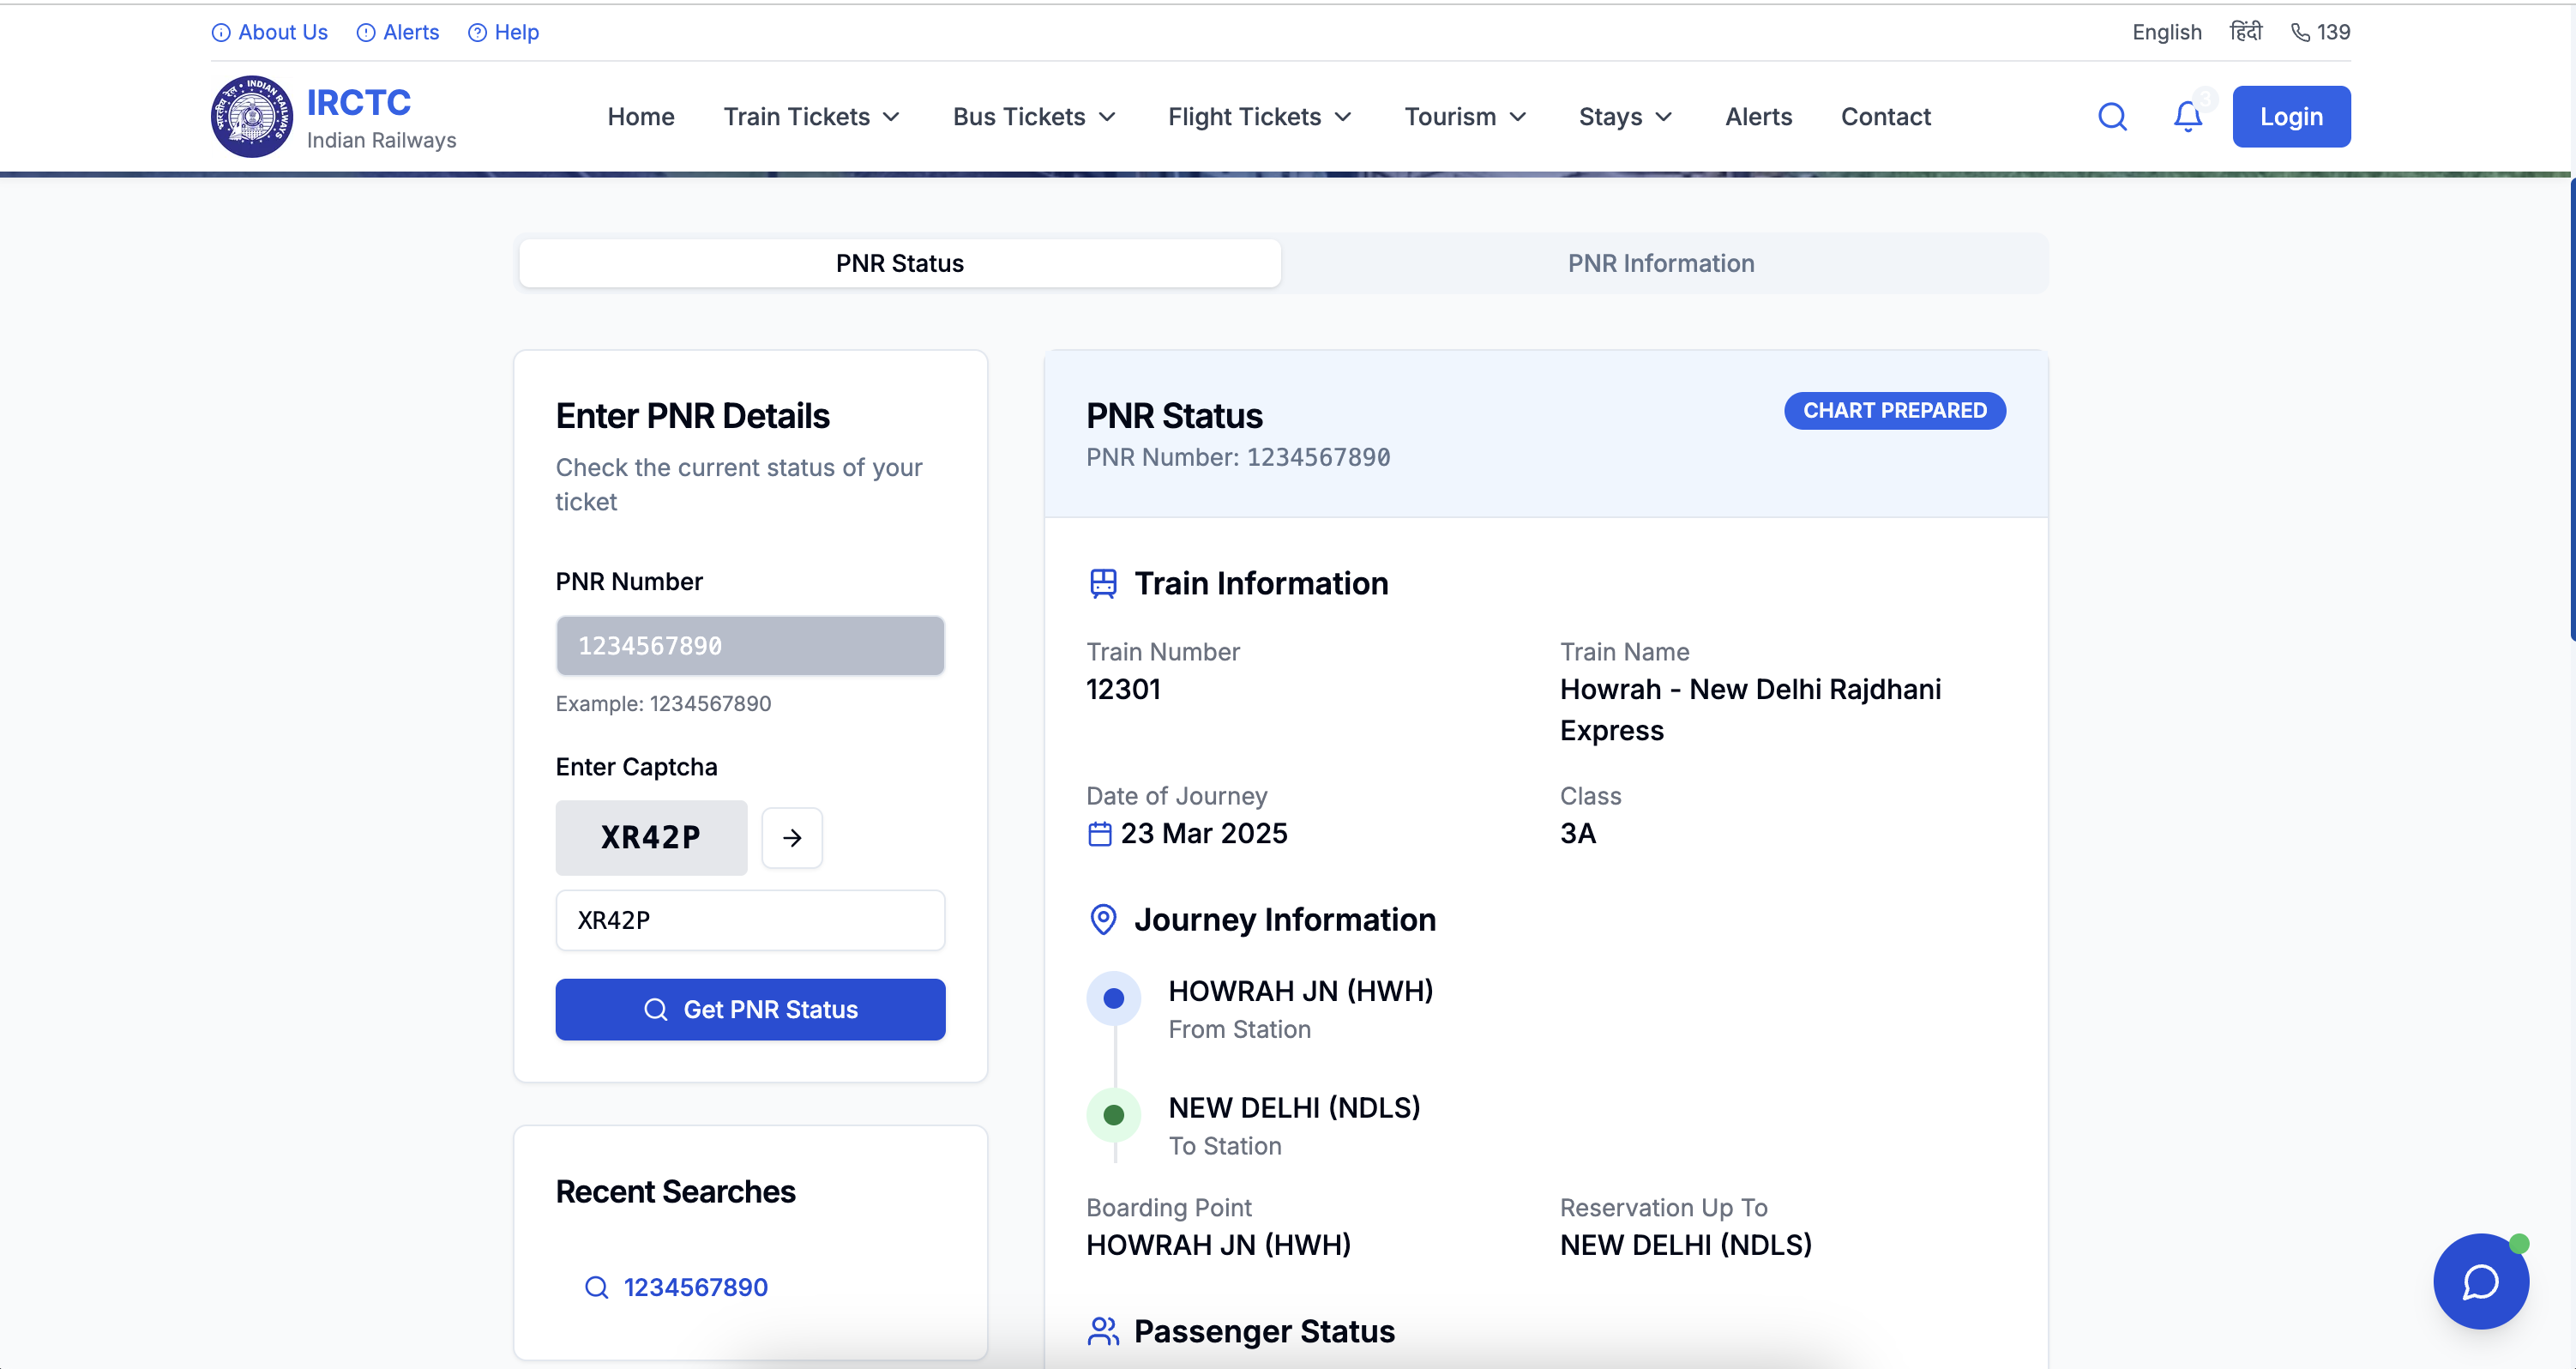 About Us
Alerts
Help
English
हिंदी
139
INDIAN RAILWAYS
भारतीय रेल
IRCTC
Indian Railways
Home
Train Tickets
Bus Tickets
Flight Tickets
Tourism
Stays
Alerts
Contact
3
Login
PNR Status
PNR Information
Enter PNR Details
Check the current status of your
ticket
PNR Number
1234567890
Example: 1234567890
Enter Captcha
XR42P
XR42P
Get PNR Status
Recent Searches
1234567890
PNR Status
CHART PREPARED
PNR Number: 1234567890
Train Information
Train Number
12301
Train Name
Howrah - New Delhi Rajdhani
Express
Date of Journey
23 Mar 2025
Class
3A
Journey Information
HOWRAH JN (HWH)
From Station
NEW DELHI (NDLS)
To Station
Boarding Point
HOWRAH JN (HWH)
Reservation Up To
NEW DELHI (NDLS)
Passenger Status